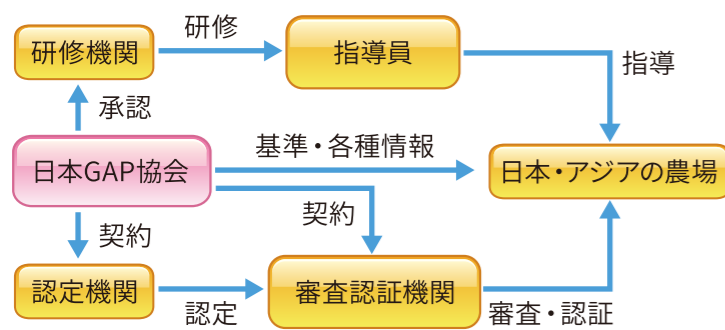 研修
研修機関
指導員
指導
承認
日本GAP協会
基準・各種情報
日本・アジアの農場
契約
契約
認定機関
認定
審査認証機関
審査・認証